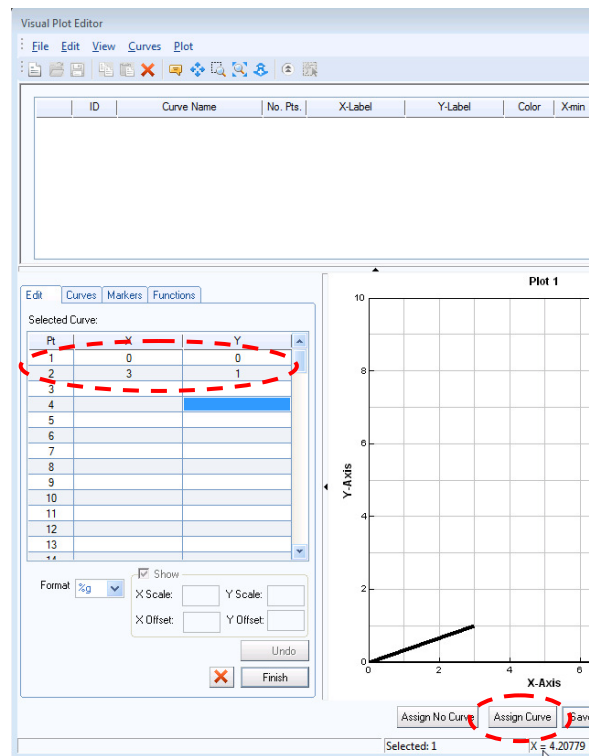 Visual Plot Editor
File Edit View Curves Plot
ID Curve Name No. Pts. X-Label Y-Label Color X-min
Edit Curves Markers Functions
Selected Curve:
Pt X Y
1 0 0
2 3 1
3
4
5
6
7
8
9
10
11
12
13
14
Format %g
Show
X Scale: Y Scale:
X Offset: Y Offset:
Undo
Finish
Plot 1
10
8
6
4
2
0
Y-Axis
0 2 4 6
X-Axis
Assign No Curve Assign Curve Save
Selected: 1 X = 4.20779